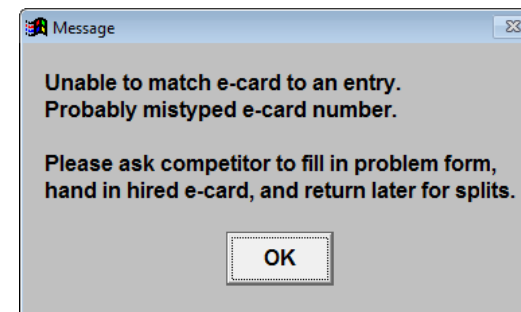 Message
Unable to match e-card to an entry.
Probably mistyped e-card number.
Please ask competitor to fill in problem form,
hand in hired e-card, and return later for splits.
OK